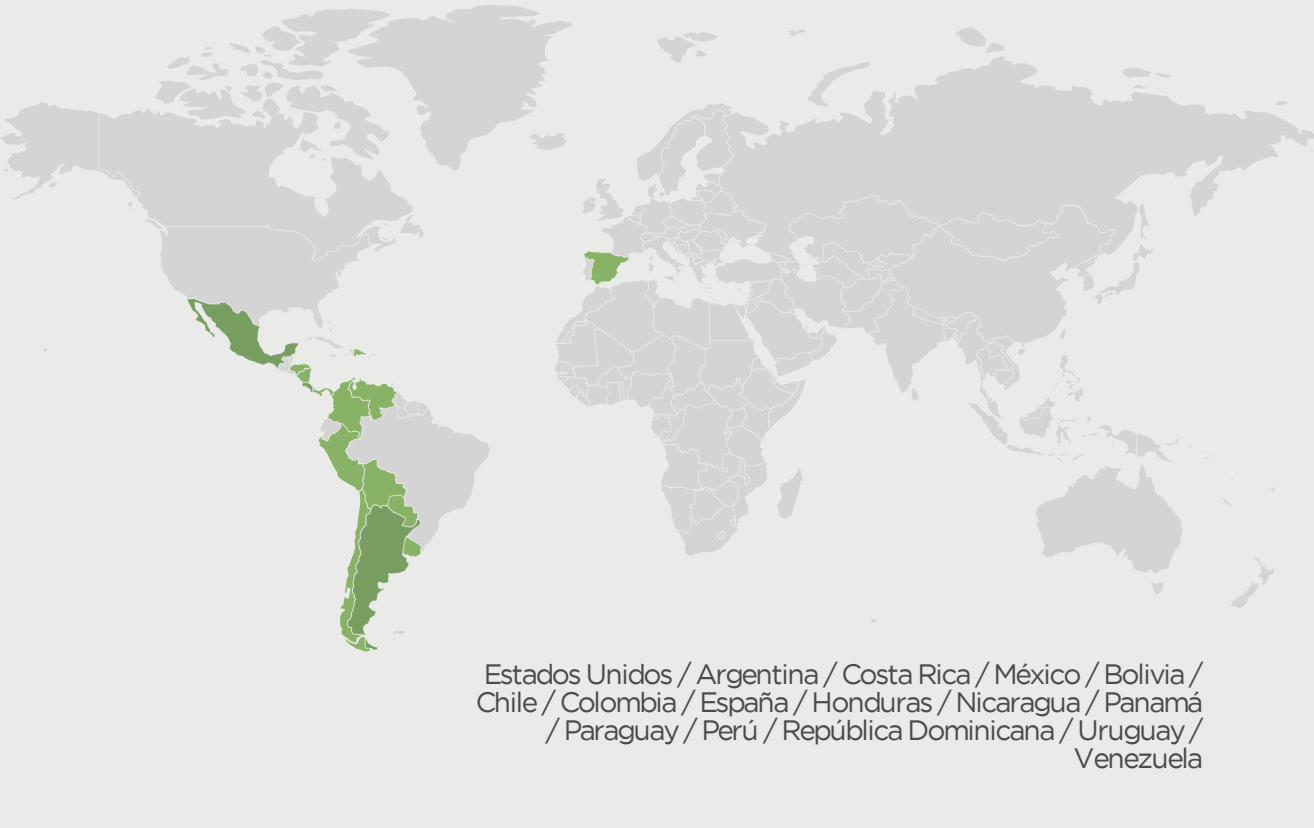 Estados Unidos / Argentina / Costa Rica / México / Bolivia /
Chile / Colombia / España / Honduras / Nicaragua / Panamá
/ Paraguay / Perú / República Dominicana / Uruguay /
Venezuela